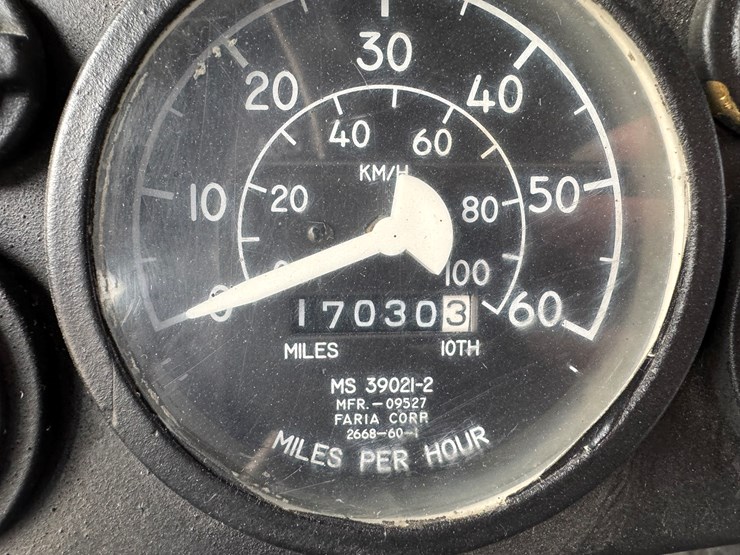 30
20 40
40 60
KM/H
10 20 80 50
0 100 60
170303
MILES 10TH
MS 39021-2
MFR.-09527
FARIA CORP.
2668-60-1
MILES PER HOUR